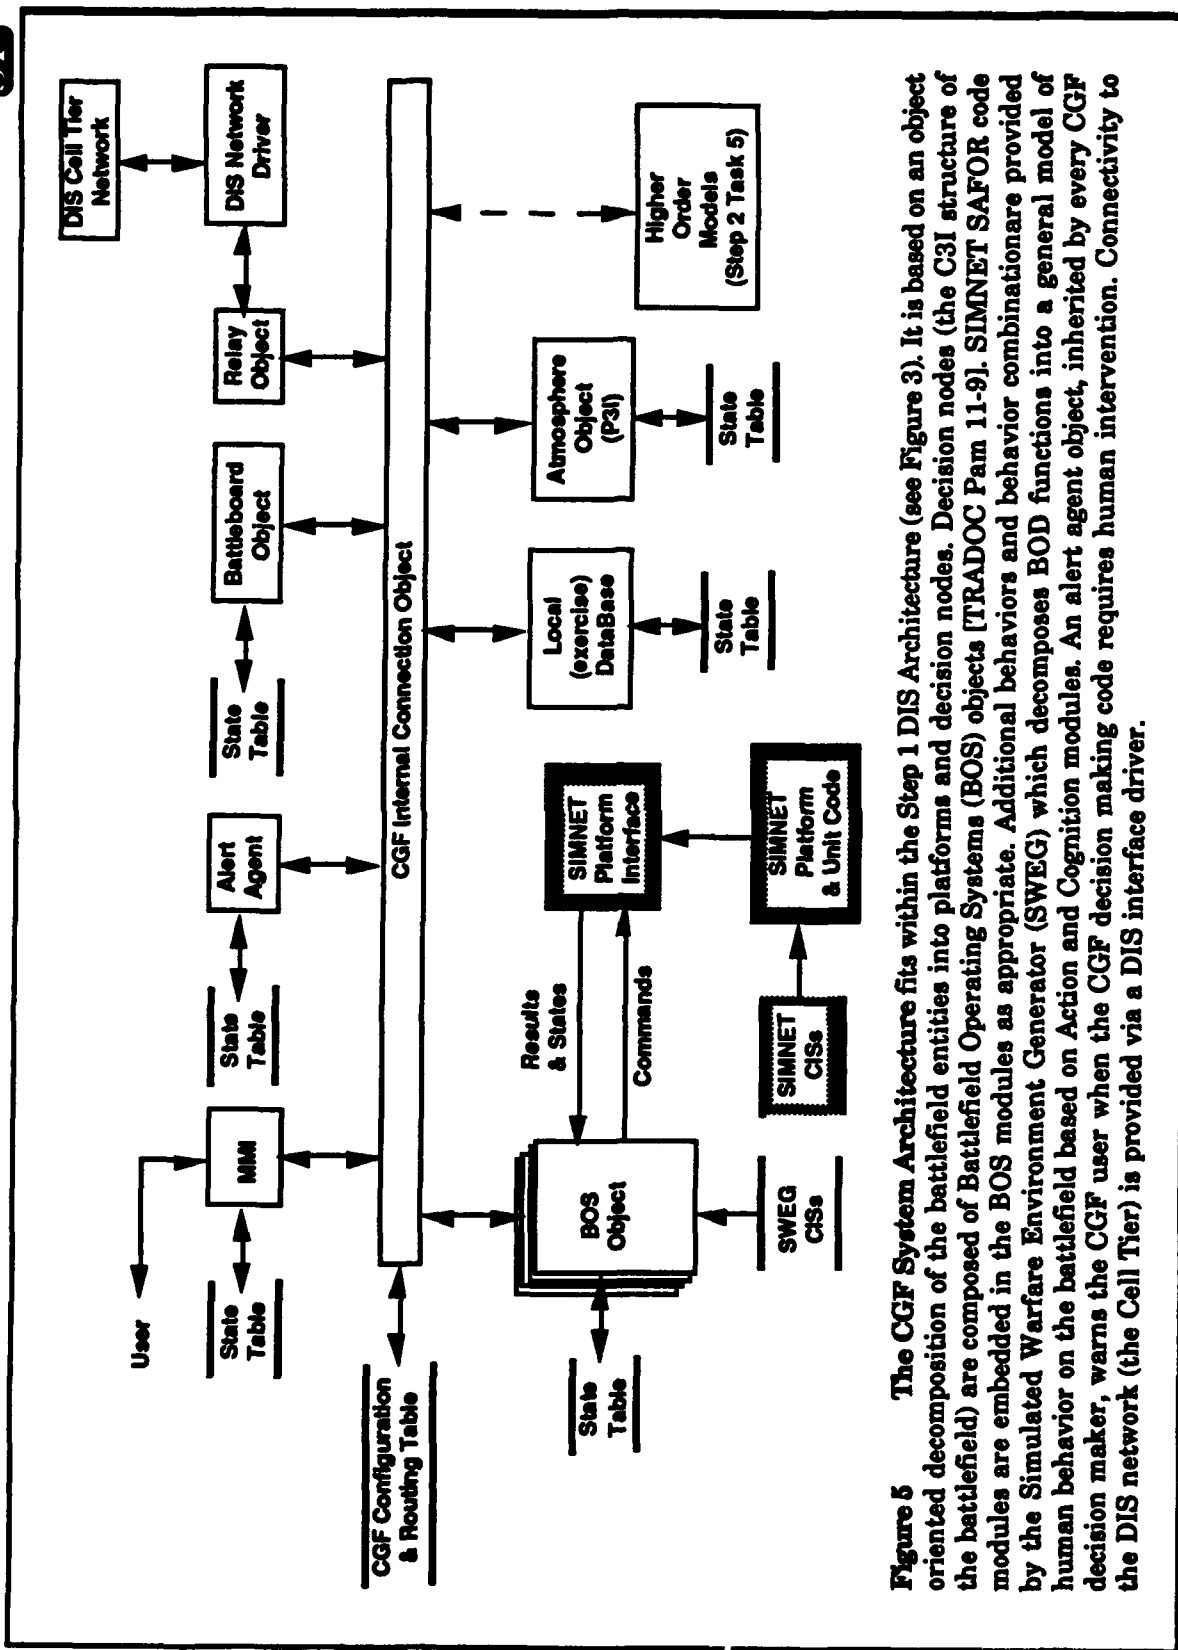 DIS Cell Tier
Network
DIS Network
Driver
Relay
Object
Battleboard
Object
State
Table
Alert
Agent
State
Table
MMI
User
State
Table
CGF Internal Connection Object
CGF Configuration
& Routing Table
BOS
Object
State
Table
SWEG
CISs
Results
& States
Commands
SIMNET
Platform
Interface
SIMNET
Platform
& Unit Code
SIMNET
CISs
Local
(exercise)
DataBase
State
Table
Atmosphere
Object
(P3I)
State
Table
Higher
Order
Models
(Step 2 Task 5)
Figure 5 The CGF System Architecture fits within the Step 1 DIS Architecture (see Figure 3). It is based on an object
oriented decomposition of the battlefield entities into platforms and decision nodes. Decision nodes (the C3I structure of
the battlefield) are composed of Battlefield Operating Systems (BOS) objects [TRADOC Pam 11-9]. SIMNET SAFOR code
modules are embedded in the BOS modules as appropriate. Additional behaviors and behavior combinationare provided
by the Simulated Warfare Environment Generator (SWEG) which decomposes BOD functions into a general model of
human behavior on the battlefield based on Action and Cognition modules. An alert agent object, inherited by every CGF
decision maker, warns the CGF user when the CGF decision making code requires human intervention. Connectivity to
the DIS network (the Cell Tier) is provided via a DIS interface driver.